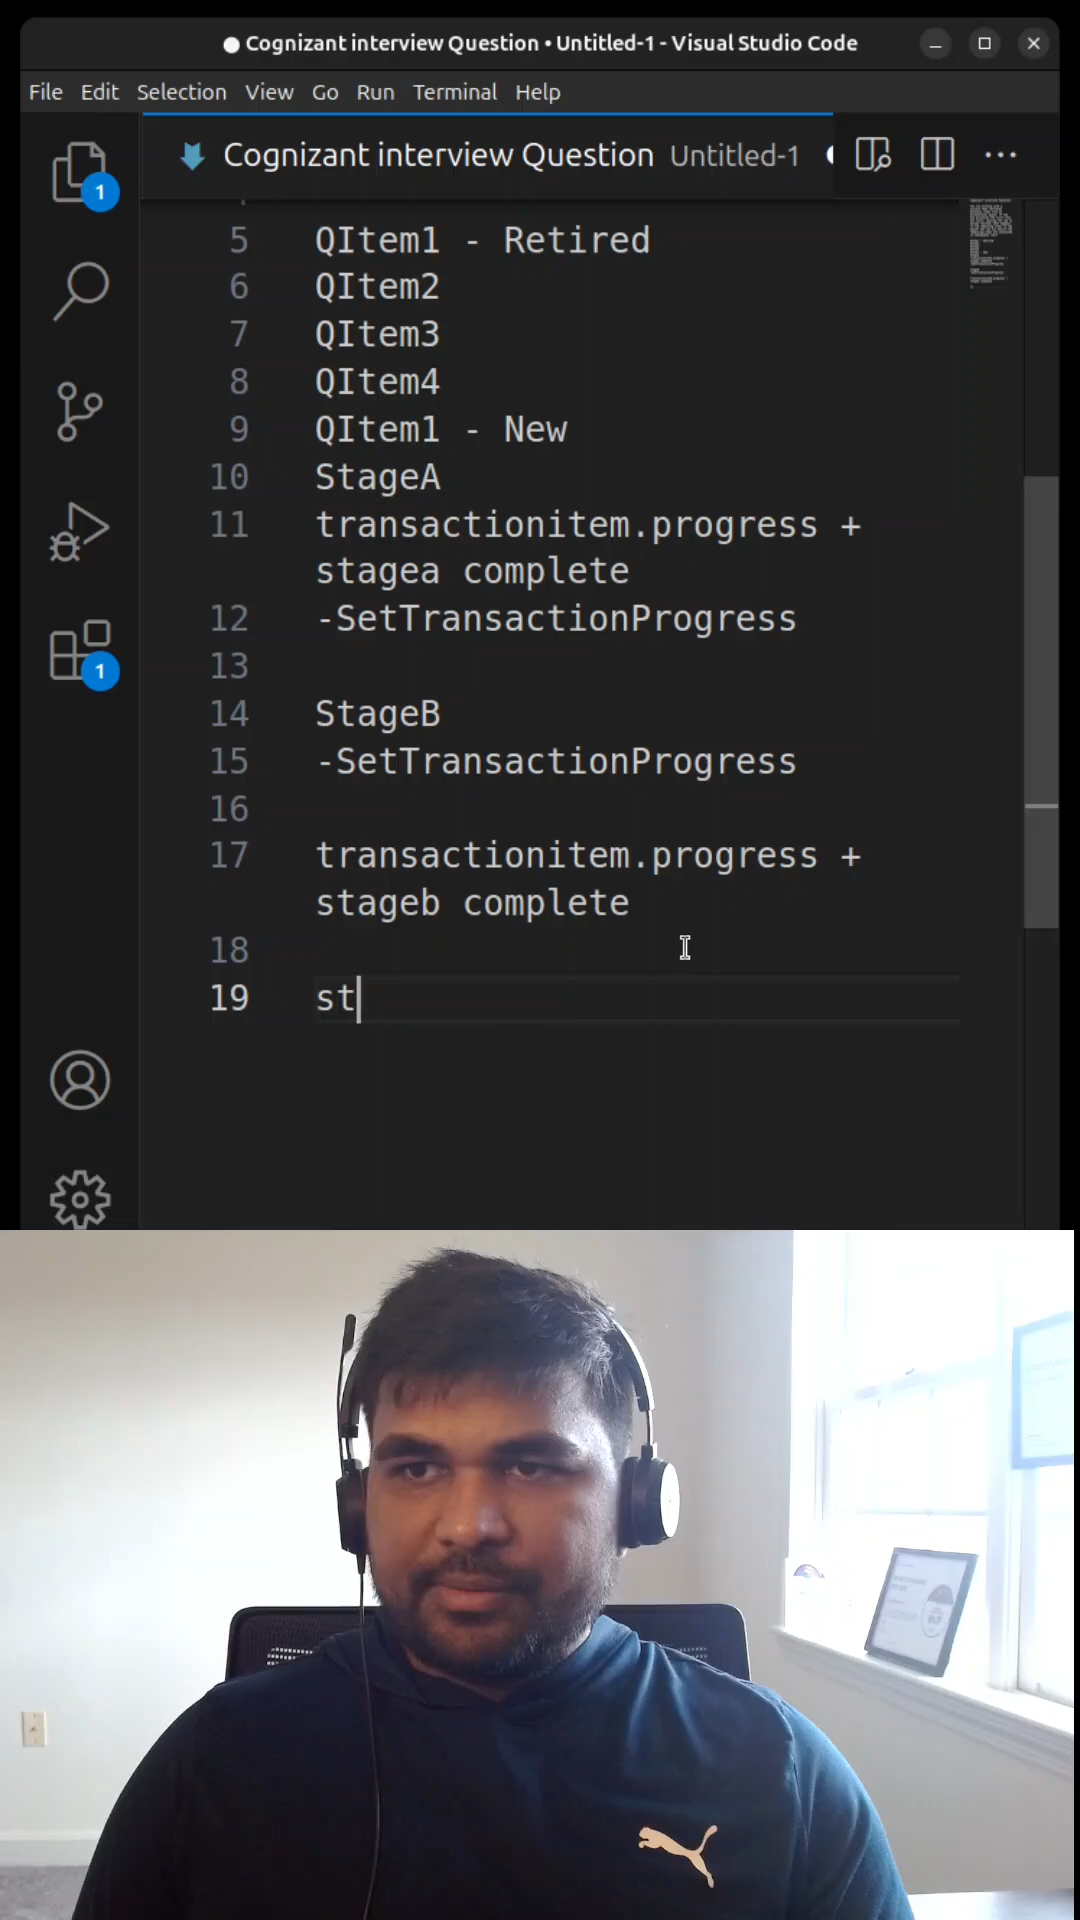 Cognizant interview Question • Untitled-1 - Visual Studio Code
File Edit Selection View Go Run Terminal Help
Cognizant interview Question Untitled-1
1
5 QItem1 - Retired
6 QItem2
7 QItem3
8 QItem4
9 QItem1 - New
10 StageA
11 transactionitem.progress +
stagea complete
12 -SetTransactionProgress
1
13
14 StageB
15 -SetTransactionProgress
16
17 transactionitem.progress +
stageb complete
18
19 st